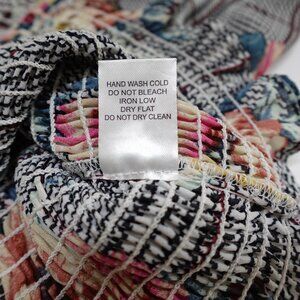 HAND WASH COLD
DO NOT BLEACH
IRON LOW
DRY FLAT
DO NOT DRY CLEAN